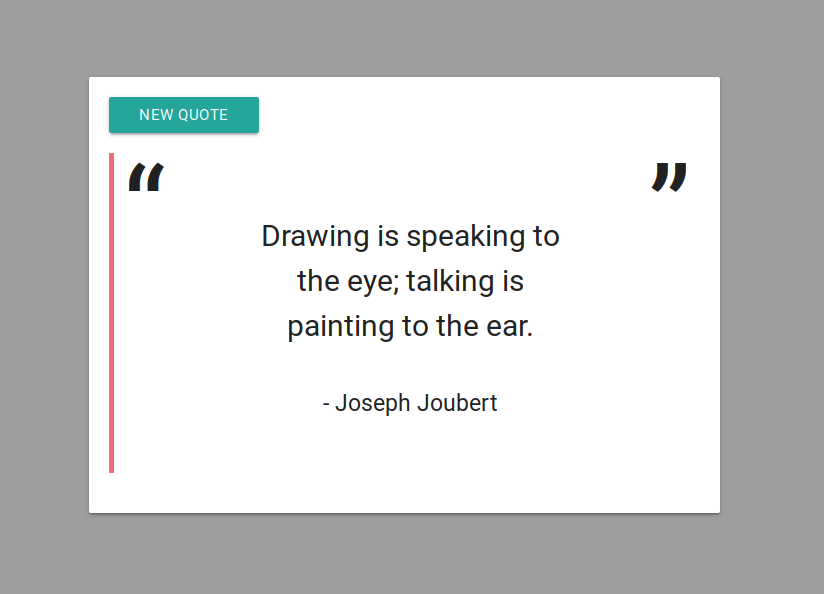 NEW QUOTE
“ ”
Drawing is speaking to
the eye; talking is
painting to the ear.
- Joseph Joubert